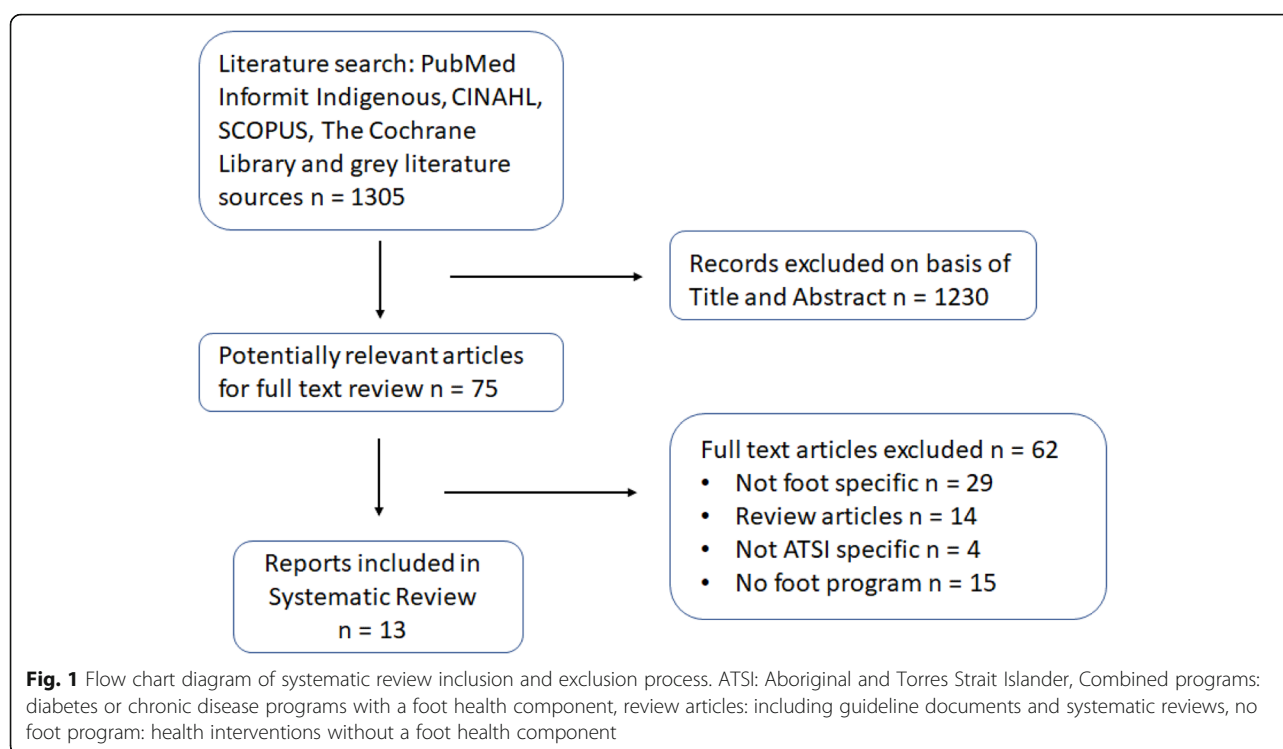 Literature search: PubMed
Informit Indigenous, CINAHL,
SCOPUS, The Cochrane
Library and grey literature
sources n = 1305
Records excluded on basis of
Title and Abstract n = 1230
Potentially relevant articles
for full text review n = 75
Full text articles excluded n = 62
• Not foot specific n = 29
• Review articles n = 14
• Not ATSI specific n = 4
• No foot program n = 15
Reports included in
Systematic Review
n = 13
Fig. 1 Flow chart diagram of systematic review inclusion and exclusion process. ATSI: Aboriginal and Torres Strait Islander, Combined programs:
diabetes or chronic disease programs with a foot health component, review articles: including guideline documents and systematic reviews, no
foot program: health interventions without a foot health component